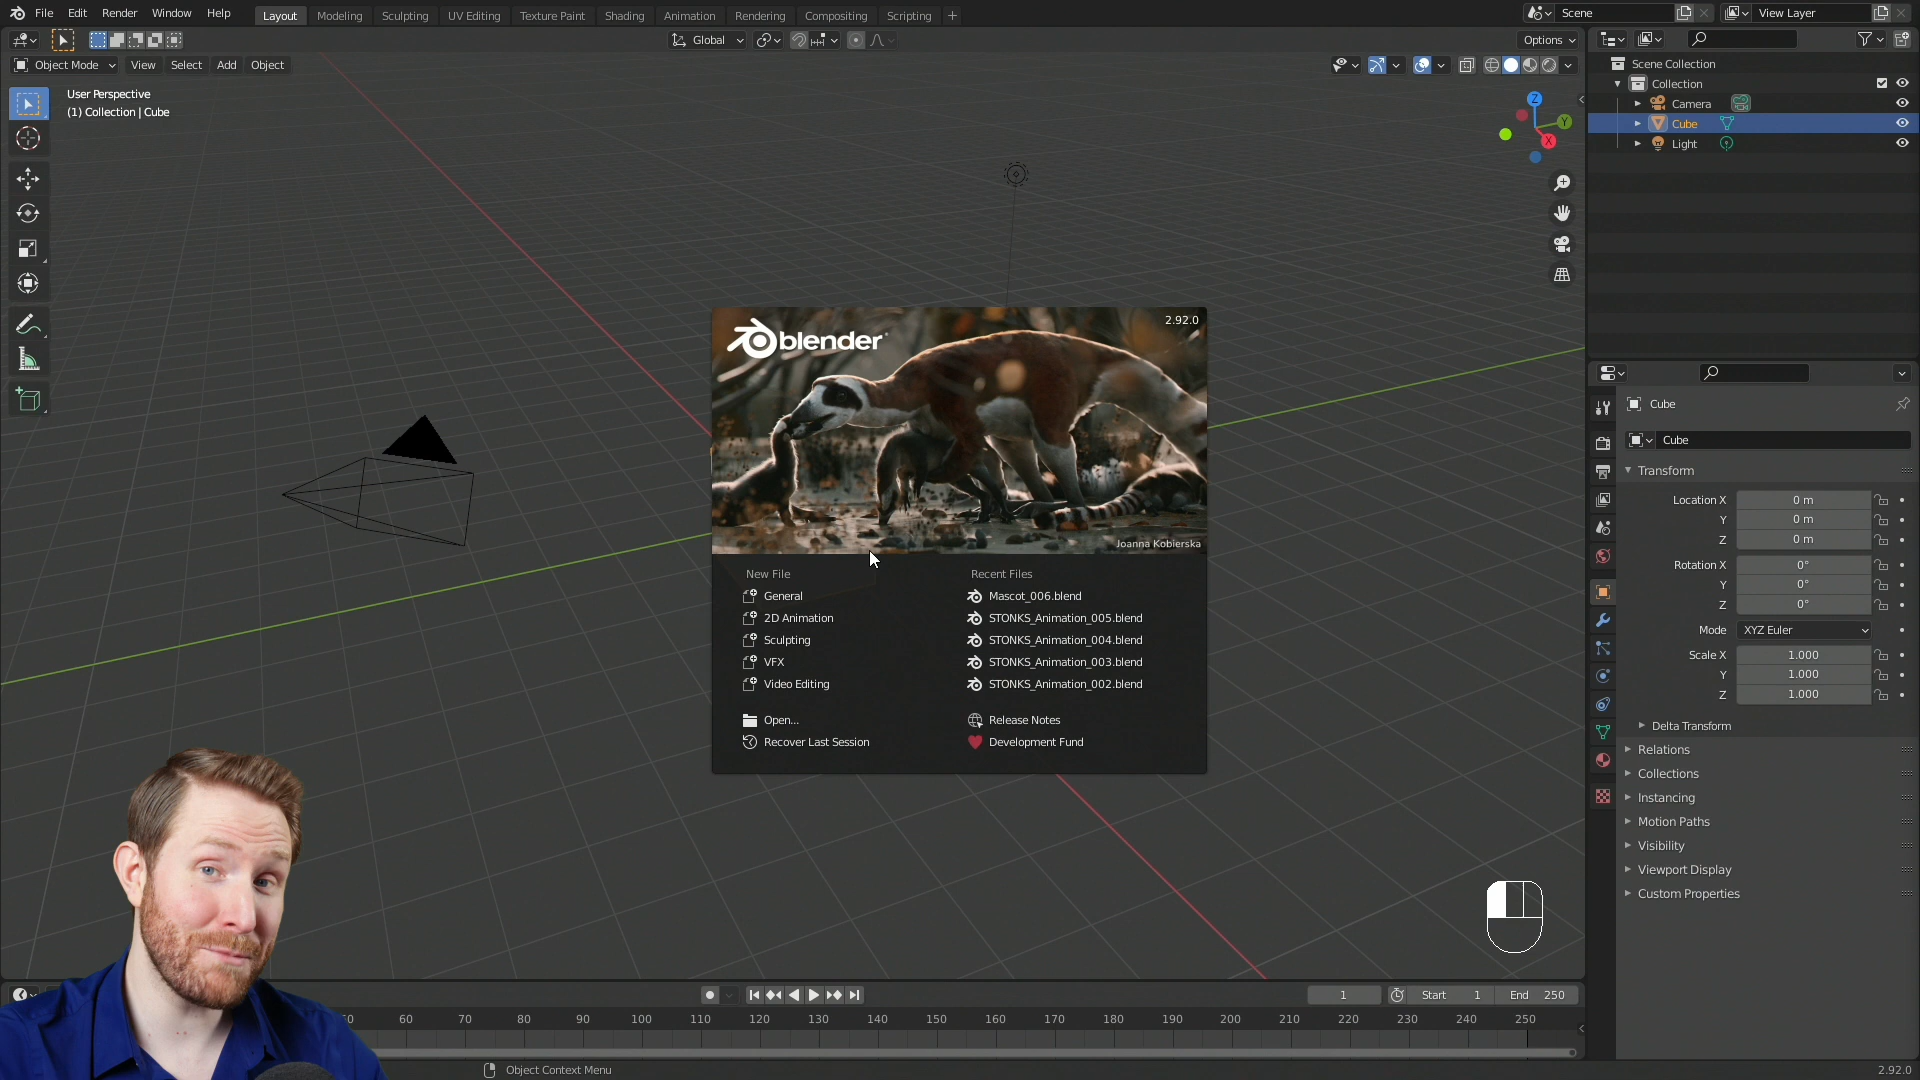 File Edit Render Window Help
Layout Modeling Sculpting UV Editing Texture Paint Shading Animation Rendering Compositing Scripting +
Scene
View Layer
Global
Options
Object Mode View Select Add Object
User Perspective
(1) Collection | Cube
Z
Y
X
Scene Collection
Collection
Camera
Cube
Light
blender
2.92.0
Joanna Kobierska
New File
General
2D Animation
Sculpting
VFX
Video Editing
Open...
Recover Last Session
Recent Files
Mascot_006.blend
STONKS_Animation_005.blend
STONKS_Animation_004.blend
STONKS_Animation_003.blend
STONKS_Animation_002.blend
Release Notes
Development Fund
Cube
Cube
Transform
Location X 0 m
Y 0 m
Z 0 m
Rotation X 0°
Y 0°
Z 0°
Mode XYZ Euler
Scale X 1.000
Y 1.000
Z 1.000
Delta Transform
Relations
Collections
Instancing
Motion Paths
Visibility
Viewport Display
Custom Properties
1 Start 1 End 250
60 70 80 90 100 110 120 130 140 150 160 170 180 190 200 210 220 230 240 250
Object Context Menu
2.92.0